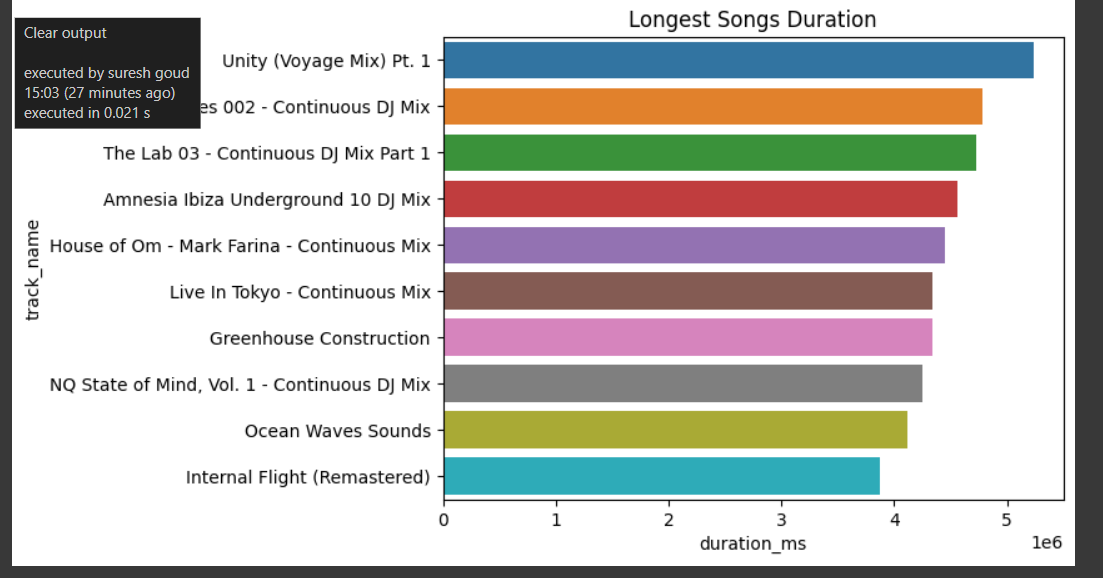 Clear output
executed by suresh goud
15:03 (27 minutes ago)
executed in 0.021 s
Longest Songs Duration
track_name
Unity (Voyage Mix) Pt. 1
002 - Continuous DJ Mix
The Lab 03 - Continuous DJ Mix Part 1
Amnesia Ibiza Underground 10 DJ Mix
House of Om - Mark Farina - Continuous Mix
Live In Tokyo - Continuous Mix
Greenhouse Construction
NQ State of Mind, Vol. 1 - Continuous DJ Mix
Ocean Waves Sounds
Internal Flight (Remastered)
0 1 2 3 4 5
1e6
duration_ms